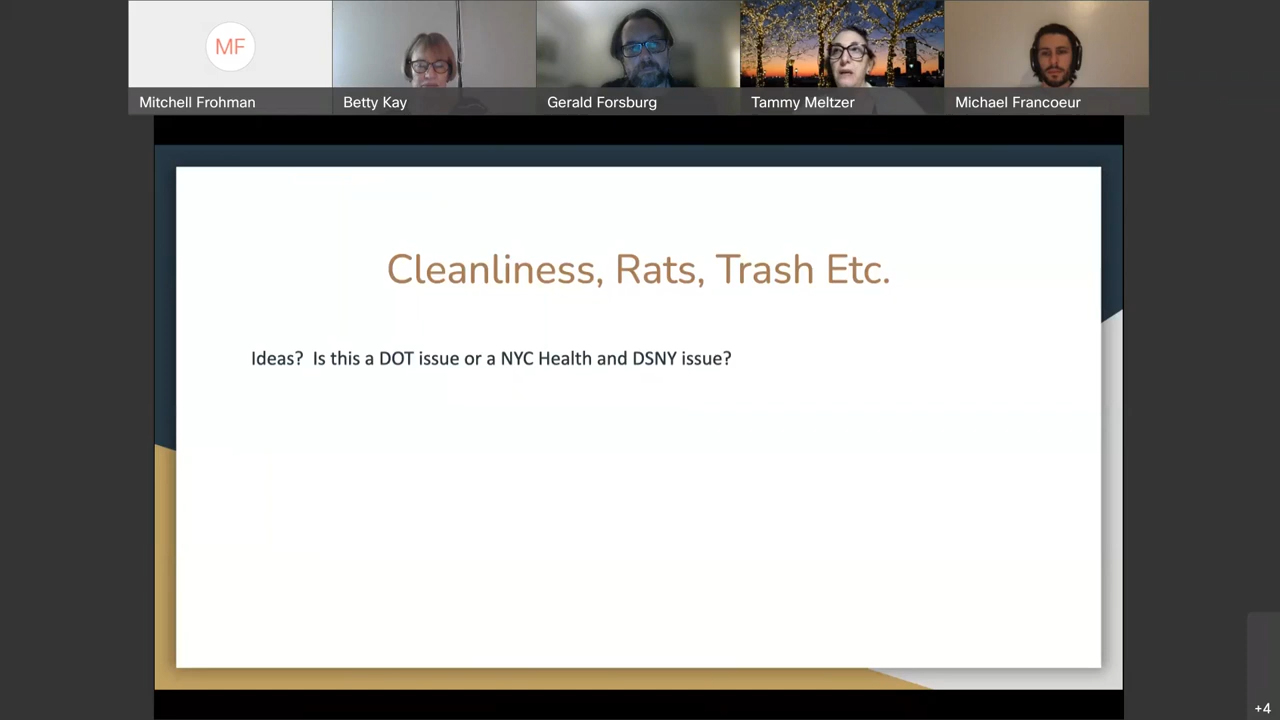 MF
Mitchell Frohman
Betty Kay
Gerald Forsburg
Tammy Meltzer
Michael Francoeur
Cleanliness, Rats, Trash Etc.
Ideas?  Is this a DOT issue or a NYC Health and DSNY issue?
+4